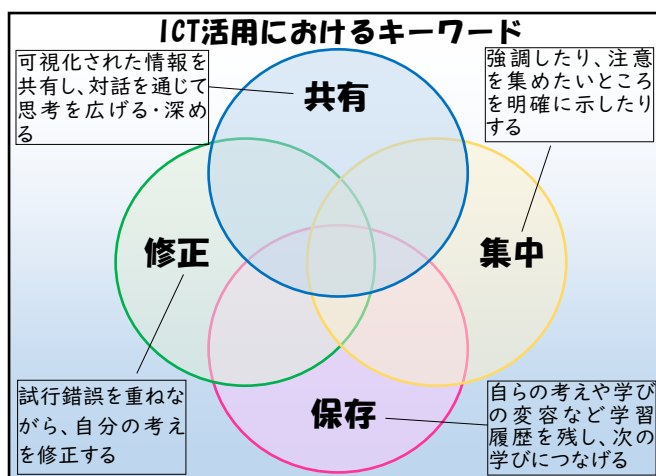 ICT活用におけるキーワード
可視化された情報を
共有し、対話を通じて
思考を広げる・深め
る
強調したり、注意
を集めたいところ
を明確に示したり
する
共有
修正
集中
保存
試行錯誤を重ねな
がら、自分の考え
を修正する
自らの考えや学び
の変容など学習
履歴を残し、次の
学びにつなげる